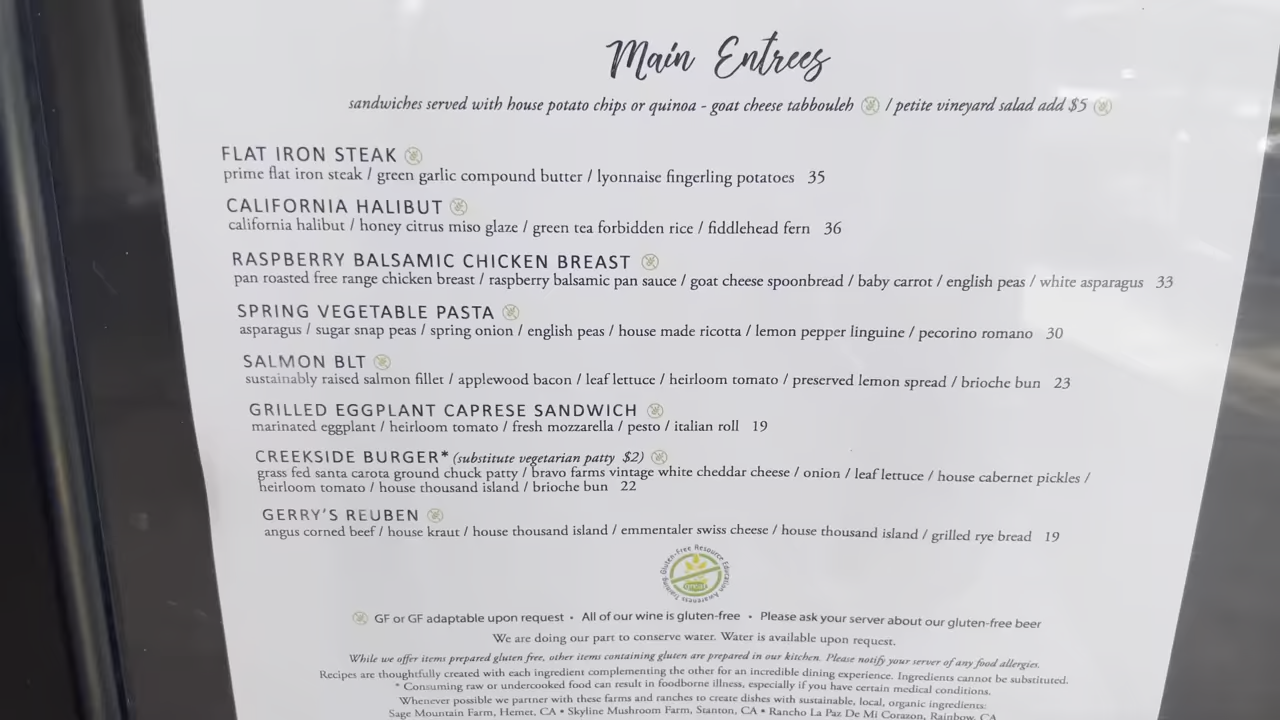 Main Entrees
sandwiches served with house potato chips or quinoa - goat cheese tabbouleh / petite vineyard salad add $5
FLAT IRON STEAK
prime flat iron steak / green garlic compound butter / lyonnaise fingerling potatoes 35
CALIFORNIA HALIBUT
california halibut / honey citrus miso glaze / green tea forbidden rice / fiddlehead fern 36
RASPBERRY BALSAMIC CHICKEN BREAST
pan roasted free range chicken breast / raspberry balsamic pan sauce / goat cheese spoonbread / baby carrot / english peas / white asparagus 33
SPRING VEGETABLE PASTA
asparagus / sugar snap peas / spring onion / english peas / house made ricotta / lemon pepper linguine / pecorino romano 30
SALMON BLT
sustainably raised salmon fillet / applewood bacon / leaf lettuce / heirloom tomato / preserved lemon spread / brioche bun 23
GRILLED EGGPLANT CAPRESE SANDWICH
marinated eggplant / heirloom tomato / fresh mozzarella / pesto / italian roll 19
CREEKSIDE BURGER* (substitute vegetarian patty $2)
grass fed santa carota ground chuck patty / bravo farms vintage white cheddar cheese / onion / leaf lettuce / house cabernet pickles /
heirloom tomato / house thousand island / brioche bun 22
GERRY'S REUBEN
angus corned beef / house kraut / house thousand island / emmentaler swiss cheese / house thousand island / grilled rye bread 19
Gluten-Free Resource Education Awareness Training
great
GF or GF adaptable upon request • All of our wine is gluten-free • Please ask your server about our gluten-free beer
We are doing our part to conserve water. Water is available upon request.
While we offer items prepared gluten free, other items containing gluten are prepared in our kitchen. Please notify your server of any food allergies.
Recipes are thoughtfully created with each ingredient complementing the other for an incredible dining experience. Ingredients cannot be substituted.
* Consuming raw or undercooked food can result in foodborne illness, especially if you have certain medical conditions.
Whenever possible we partner with these farms and ranches to create dishes with sustainable, local, organic ingredients:
Sage Mountain Farm, Hemet, CA • Skyline Mushroom Farm, Stanton, CA • Rancho La Paz De Mi Corazon, Rainbow, CA